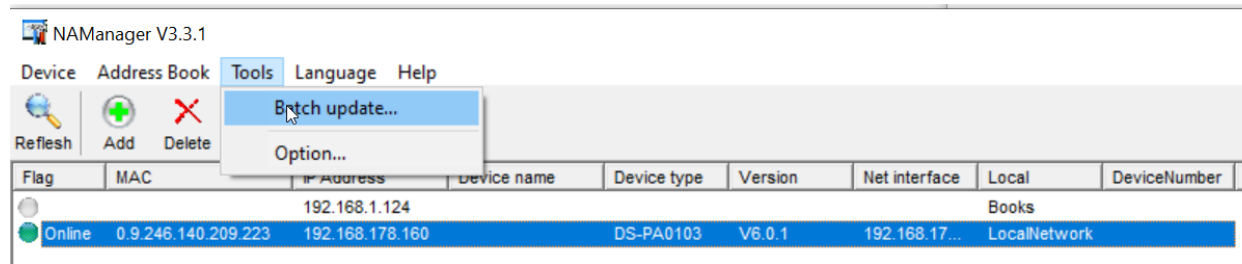 NAManager V3.3.1
Device Address Book Tools Language Help
Batch update...
Reflesh Add Delete
Option...
Flag MAC IP Address Device name Device type Version Net interface Local DeviceNumber
192.168.1.124 Books
Online 0.9.246.140.209.223 192.168.178.160 DS-PA0103 V6.0.1 192.168.17... LocalNetwork